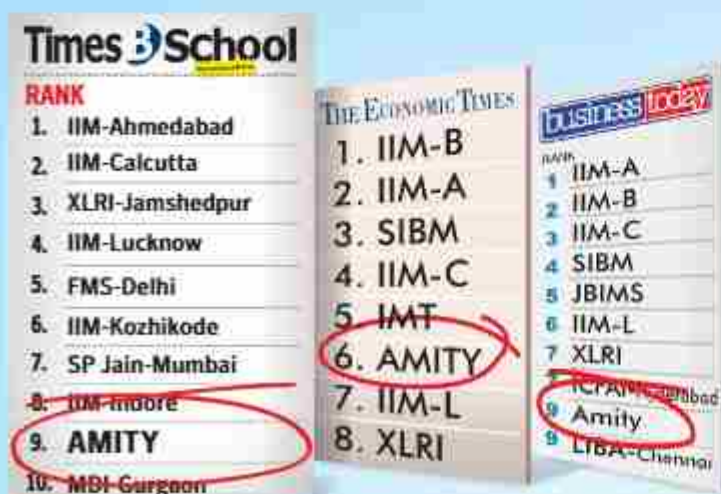 Times B School
RANK
1. IIM-Ahmedabad
2. IIM-Calcutta
3. XLRI-Jamshedpur
4. IIM-Lucknow
5. FMS-Delhi
6. IIM-Kozhikode
7. SP Jain-Mumbai
8. IIM-Indore
9. AMITY
10. MDI-Gurgaon
THE ECONOMIC TIMES
1. IIM-B
2. IIM-A
3. SIBM
4. IIM-C
5. IMT
6. AMITY
7. IIM-L
8. XLRI
business today
RANK
1 IIM-A
2 IIM-B
3 IIM-C
4 SIBM
5 JBIMS
6 IIM-L
7 XLRI
9 Amity
9 LIBA-Chennai